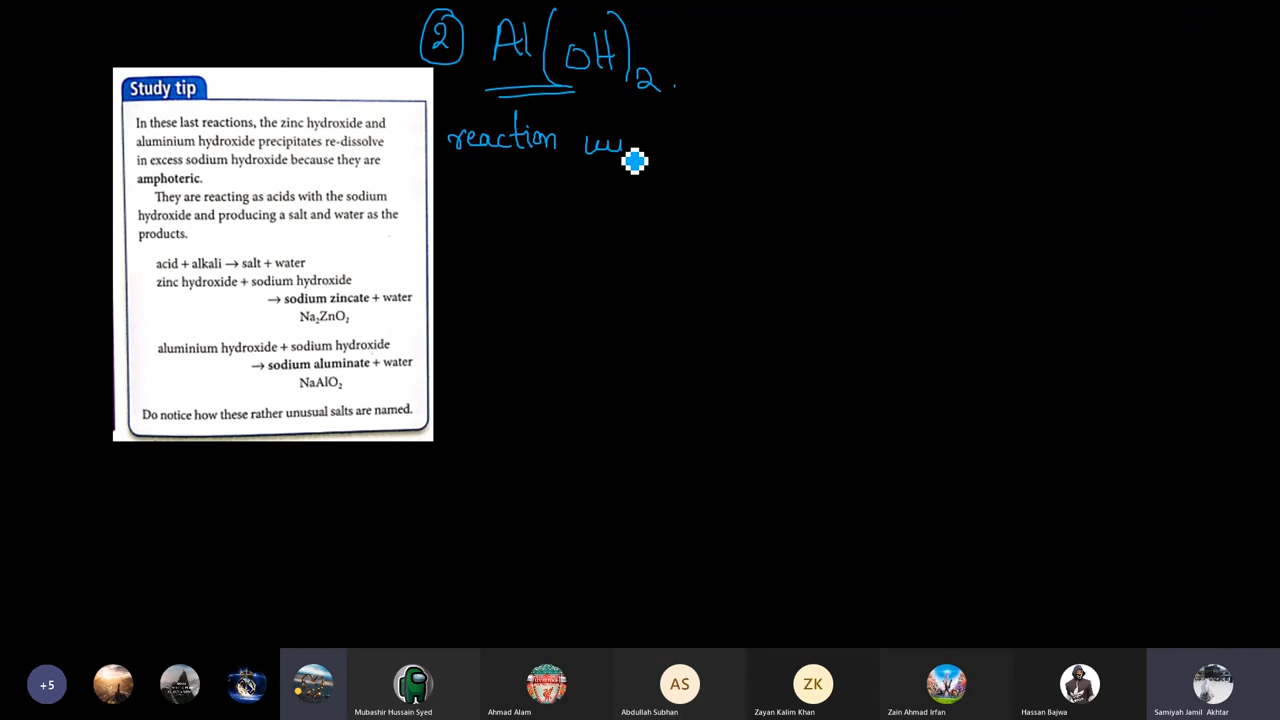 ② Al(OH)₂.
reaction
Study tip
In these last reactions, the zinc hydroxide and
aluminium hydroxide precipitates re-dissolve
in excess sodium hydroxide because they are
amphoteric.
They are reacting as acids with the sodium
hydroxide and producing a salt and water as the
products.
acid + alkali → salt + water
zinc hydroxide + sodium hydroxide
→ sodium zincate + water
Na₂ZnO₂
aluminium hydroxide + sodium hydroxide
→ sodium aluminate + water
NaAlO₂
Do notice how these rather unusual salts are named.
+5
AS
ZK
Mubashir Hussain Syed
Ahmad Alam
Abdullah Subhan
Zayan Kalim Khan
Zain Ahmad Irfan
Hassan Bajwa
Samiyah Jamil Akhtar